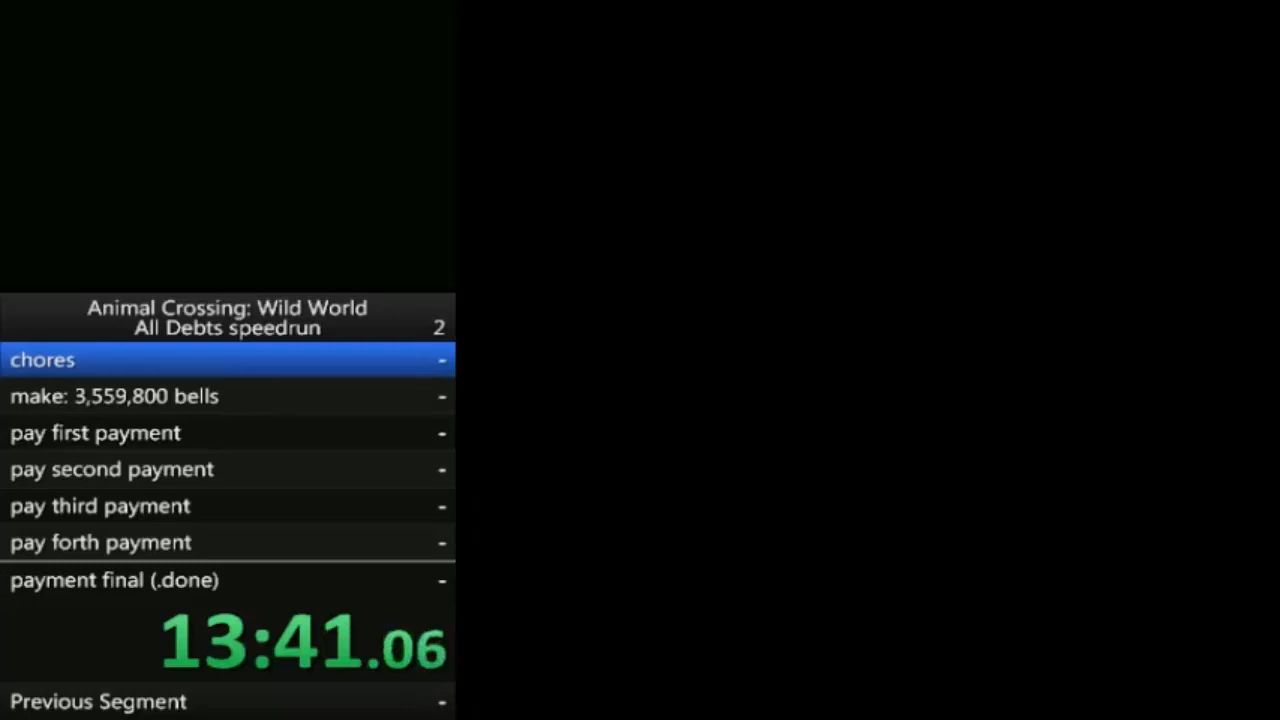 Animal Crossing: Wild World
All Debts speedrun 2
chores -
make: 3,559,800 bells -
pay first payment -
pay second payment -
pay third payment -
pay forth payment -
payment final (.done) -
13:41.06
Previous Segment -